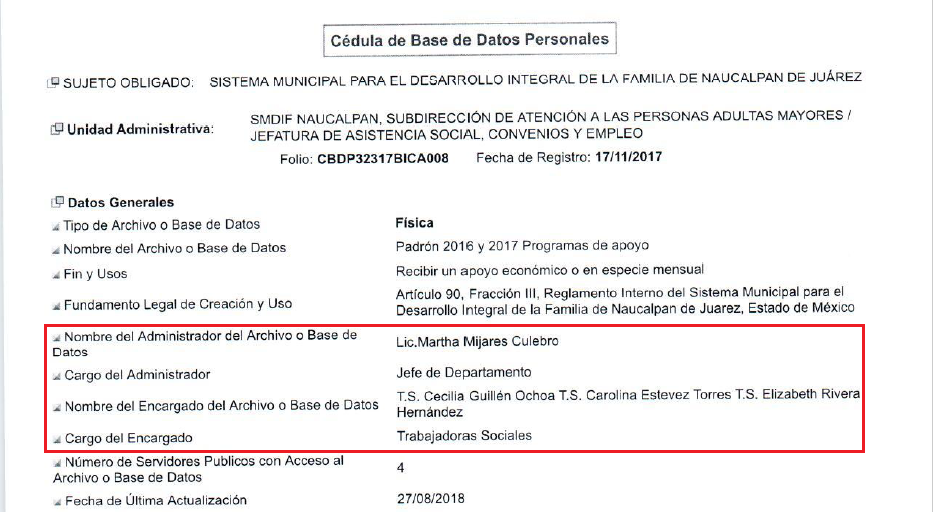 Cédula de Base de Datos Personales
SUJETO OBLIGADO: SISTEMA MUNICIPAL PARA EL DESARROLLO INTEGRAL DE LA FAMILIA DE NAUCALPAN DE JUÁREZ
Unidad Administrativa: SMDIF NAUCALPAN, SUBDIRECCIÓN DE ATENCIÓN A LAS PERSONAS ADULTAS MAYORES /
JEFATURA DE ASISTENCIA SOCIAL, CONVENIOS Y EMPLEO
Folio: CBDP32317BICA008 Fecha de Registro: 17/11/2017
Datos Generales
Tipo de Archivo o Base de Datos Física
Nombre del Archivo o Base de Datos Padrón 2016 y 2017 Programas de apoyo
Fin y Usos Recibir un apoyo económico o en especie mensual
Fundamento Legal de Creación y Uso Artículo 90, Fracción III, Reglamento Interno del Sistema Municipal para el
Desarrollo Integral de la Familia de Naucalpan de Juarez, Estado de México
Nombre del Administrador del Archivo o Base de
Datos Lic.Martha Mijares Culebro
Cargo del Administrador Jefe de Departamento
Nombre del Encargado del Archivo o Base de Datos T.S. Cecilia Guillén Ochoa T.S. Carolina Estevez Torres T.S. Elizabeth Rivera
Hernández
Cargo del Encargado Trabajadoras Sociales
Número de Servidores Publicos con Acceso al
Archivo o Base de Datos 4
Fecha de Última Actualización 27/08/2018